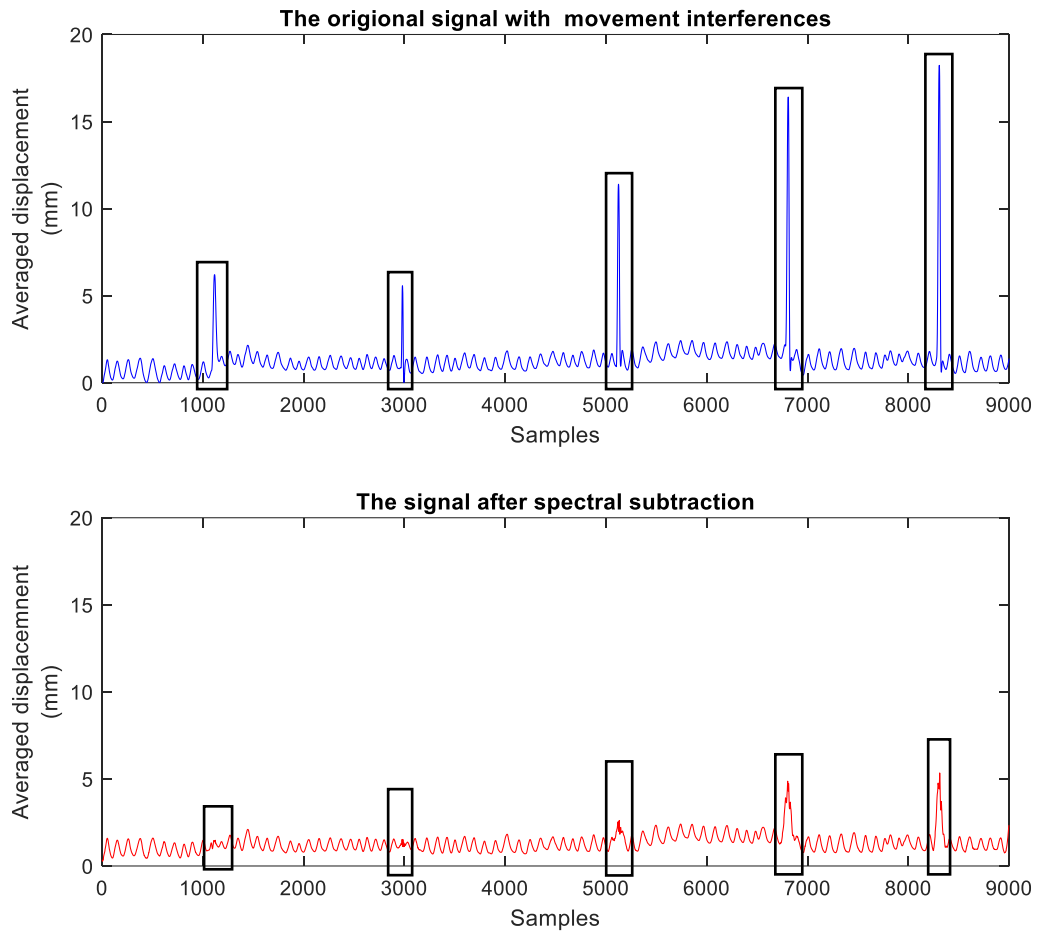 The origional signal with  movement interferences
20
15
10
5
0
Averaged displacement
(mm)
0 1000 2000 3000 4000 5000 6000 7000 8000 9000
Samples
The signal after spectral subtraction
20
15
10
5
0
Averaged displacemnent
(mm)
0 1000 2000 3000 4000 5000 6000 7000 8000 9000
Samples